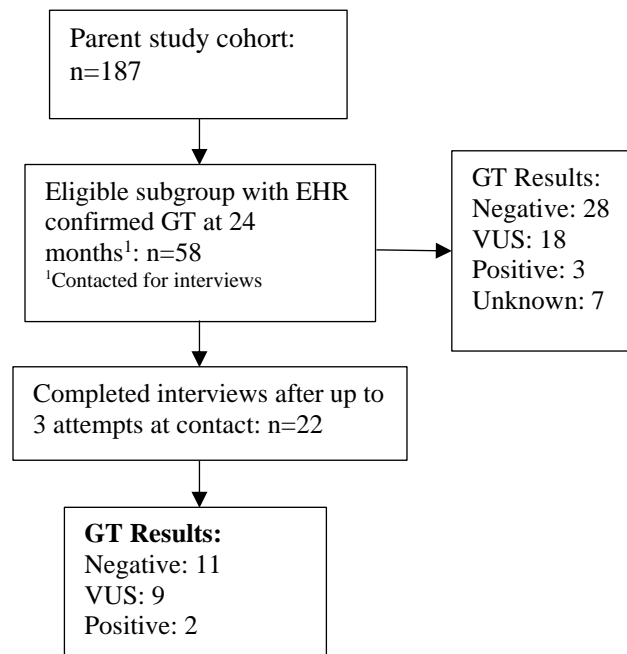 Parent study cohort:
n=187
Eligible subgroup with EHR
confirmed GT at 24
months¹: n=58
¹Contacted for interviews
GT Results:
Negative: 28
VUS: 18
Positive: 3
Unknown: 7
Completed interviews after up to
3 attempts at contact: n=22
GT Results:
Negative: 11
VUS: 9
Positive: 2